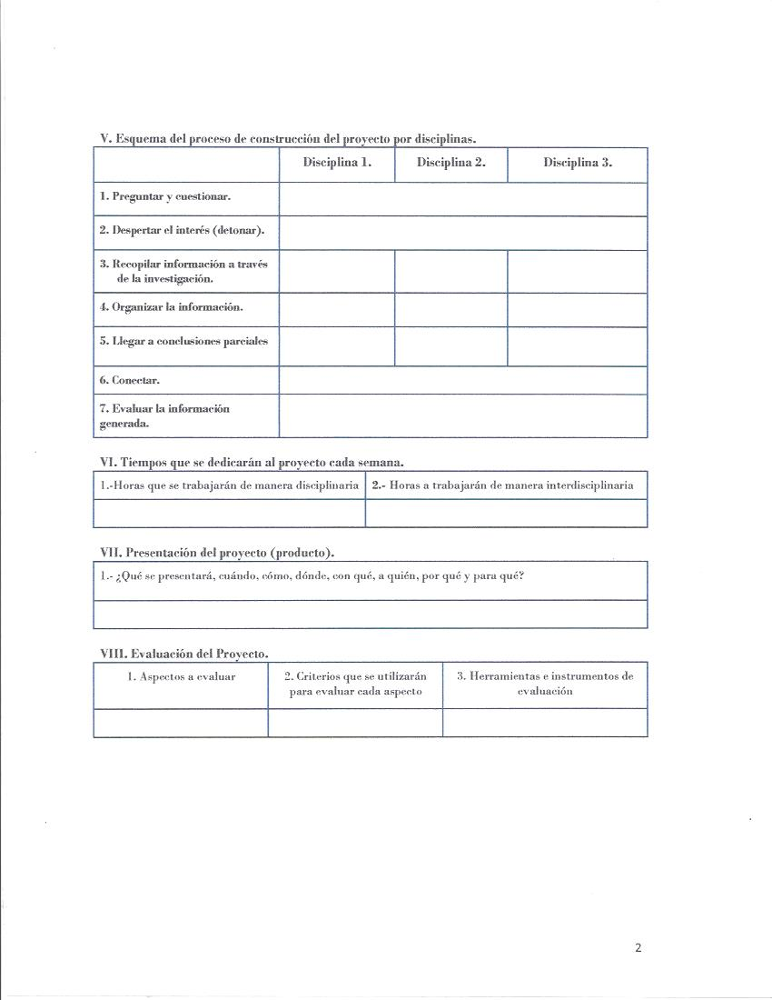 V. Esquema del proceso de construcción del proyecto por disciplinas.
Disciplina 1. Disciplina 2. Disciplina 3.
1. Preguntar y cuestionar.
2. Despertar el interés (detonar).
3. Recopilar información a través
de la investigación.
4. Organizar la información.
5. Llegar a conclusiones parciales
6. Conectar.
7. Evaluar la información
generada.
VI. Tiempos que se dedicarán al proyecto cada semana.
1.-Horas que se trabajarán de manera disciplinaria 2.- Horas a trabajarán de manera interdisciplinaria
VII. Presentación del proyecto (producto).
1.- ¿Qué se presentará, cuándo, cómo, dónde, con qué, a quién, por qué y para qué?
VIII. Evaluación del Proyecto.
1. Aspectos a evaluar
2. Criterios que se utilizarán
para evaluar cada aspecto
3. Herramientas e instrumentos de
evaluación
2